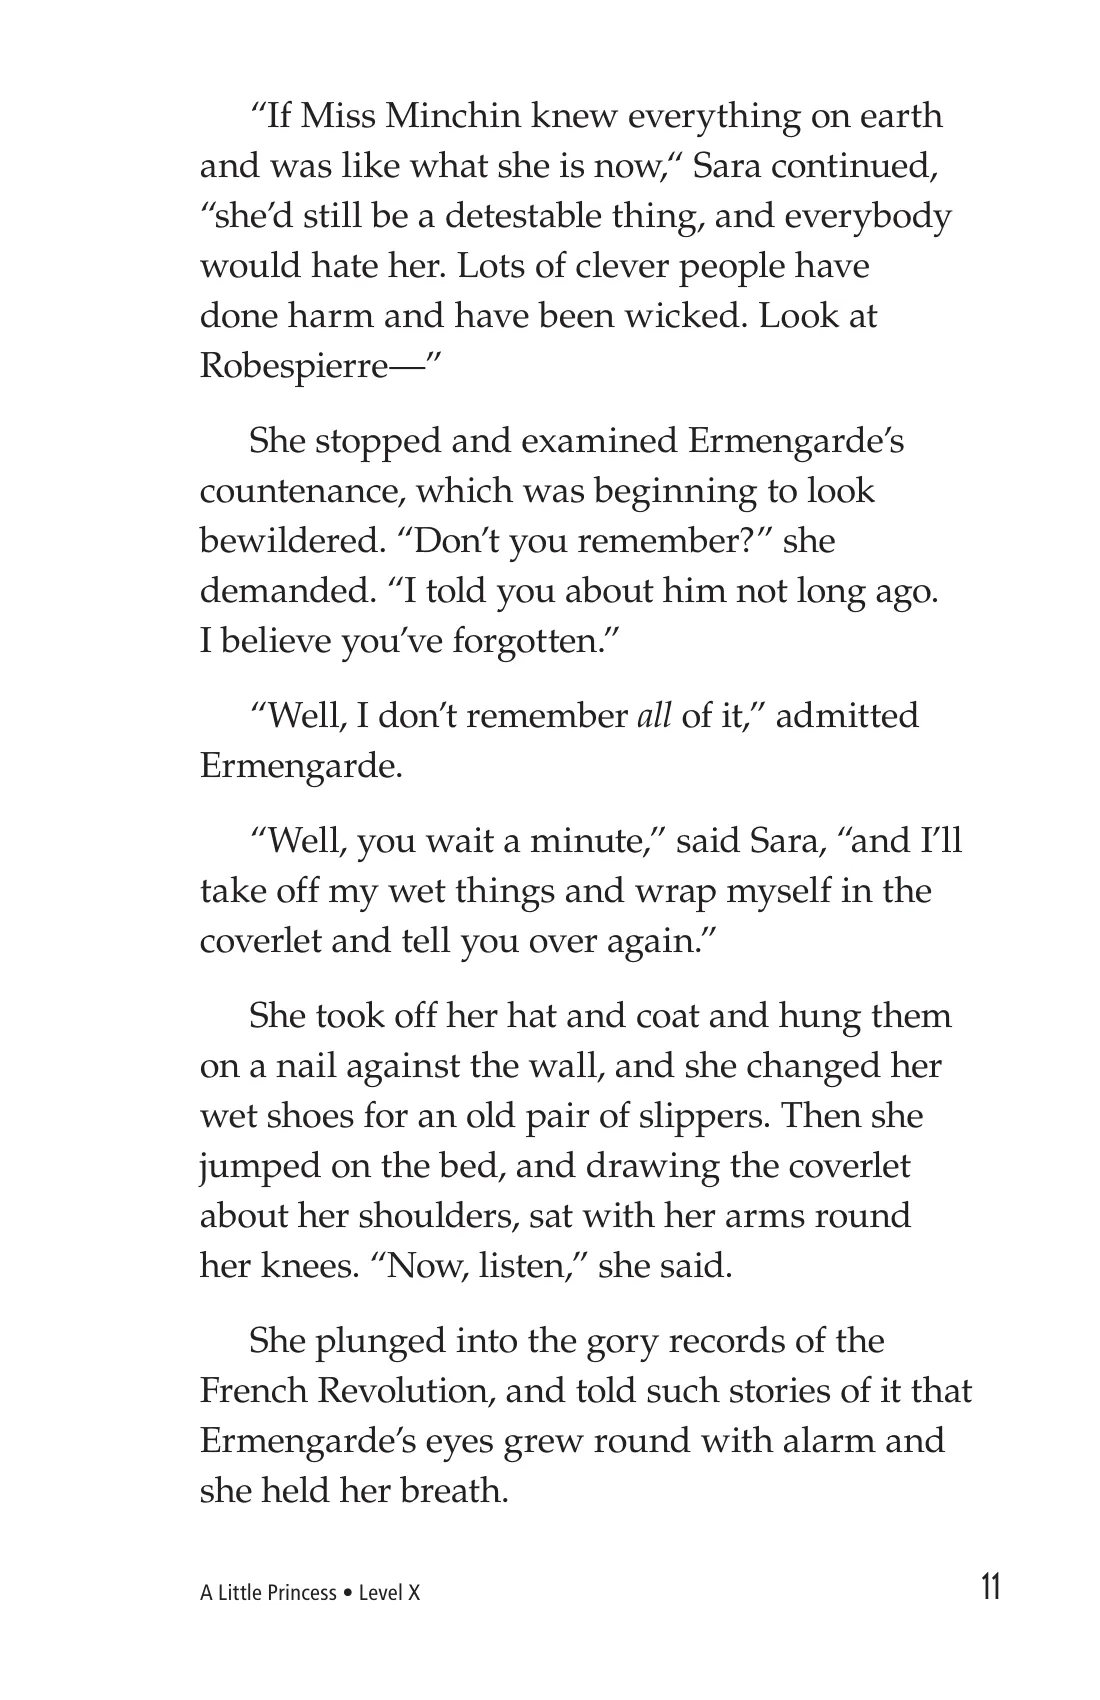 “If Miss Minchin knew everything on earth
and was like what she is now,“ Sara continued,
“she’d still be a detestable thing, and everybody
would hate her. Lots of clever people have
done harm and have been wicked. Look at
Robespierre—”
She stopped and examined Ermengarde’s
countenance, which was beginning to look
bewildered. “Don’t you remember?” she
demanded. “I told you about him not long ago.
I believe you’ve forgotten.”
“Well, I don’t remember all of it,” admitted
Ermengarde.
“Well, you wait a minute,” said Sara, “and I’ll
take off my wet things and wrap myself in the
coverlet and tell you over again.”
She took off her hat and coat and hung them
on a nail against the wall, and she changed her
wet shoes for an old pair of slippers. Then she
jumped on the bed, and drawing the coverlet
about her shoulders, sat with her arms round
her knees. “Now, listen,” she said.
She plunged into the gory records of the
French Revolution, and told such stories of it that
Ermengarde’s eyes grew round with alarm and
she held her breath.
A Little Princess • Level X 11